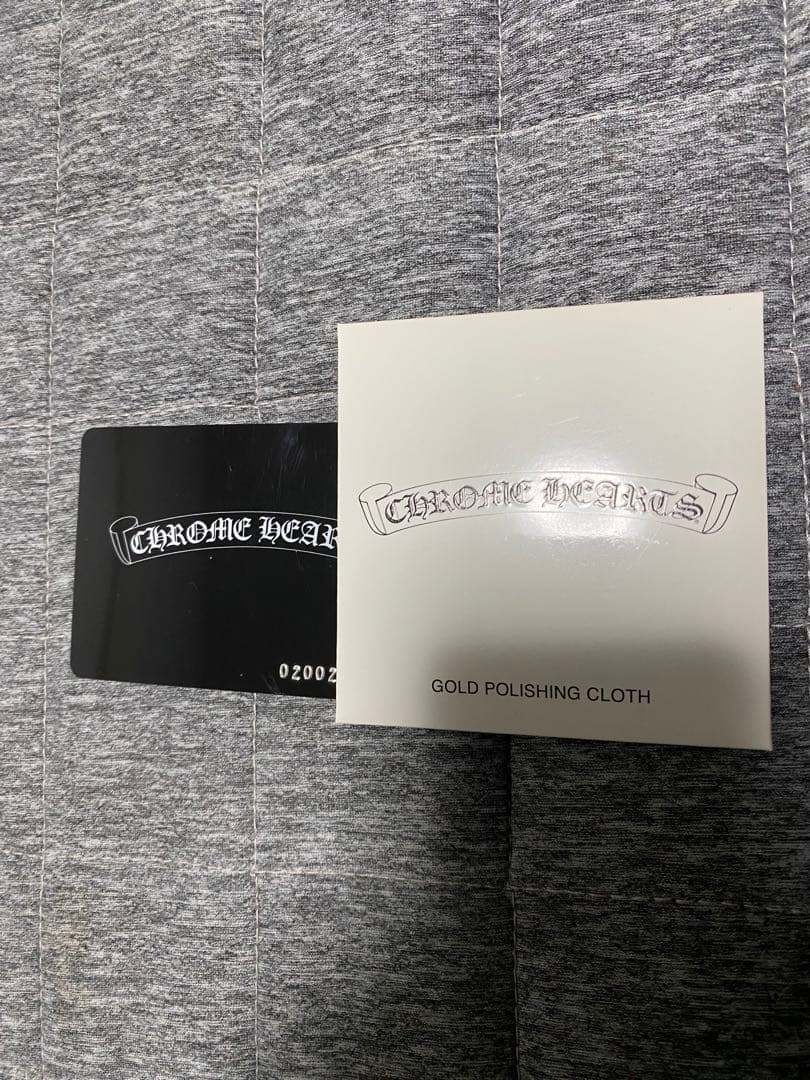 CHROME HEAR
02002
CHROME HEARTS
GOLD POLISHING CLOTH